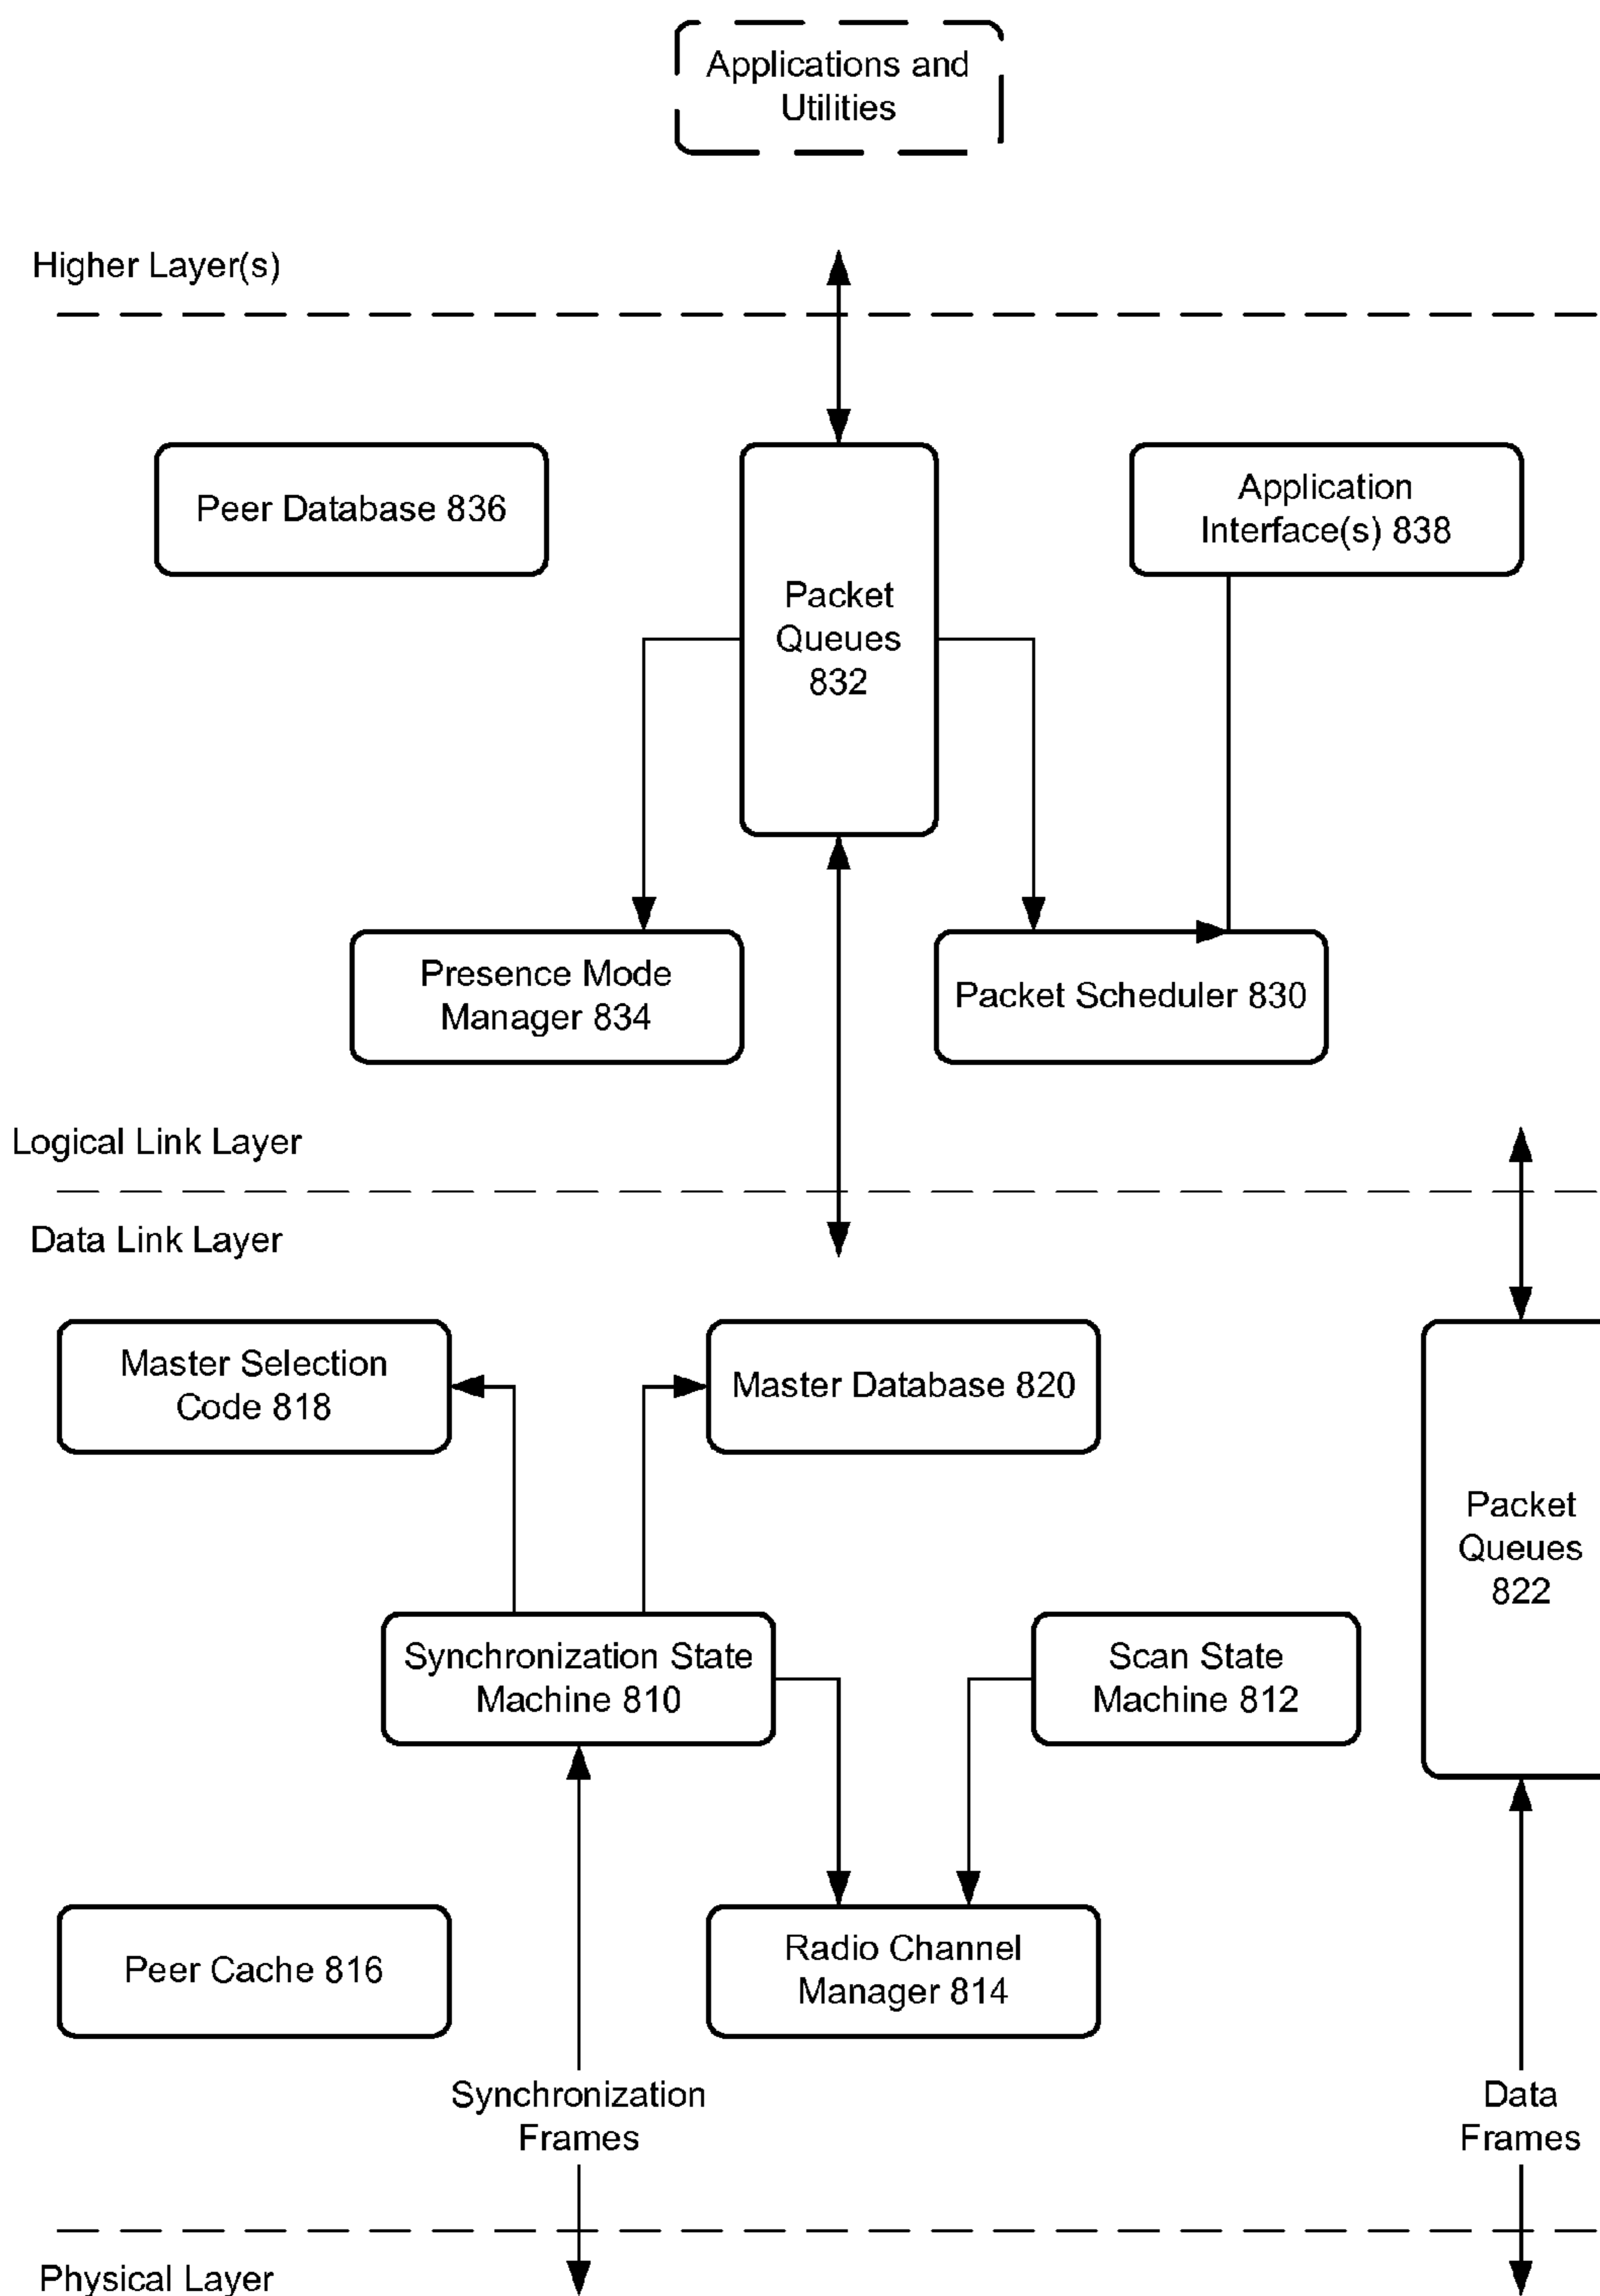 Applications and
Utilities
Higher Layer(s)
Peer Database 836
Packet
Queues
832
Application
Interface(s) 838
Presence Mode
Manager 834
Packet Scheduler 830
Logical Link Layer
Data Link Layer
Master Selection
Code 818
Master Database 820
Packet
Queues
822
Synchronization State
Machine 810
Scan State
Machine 812
Peer Cache 816
Radio Channel
Manager 814
Synchronization
Frames
Data
Frames
Physical Layer